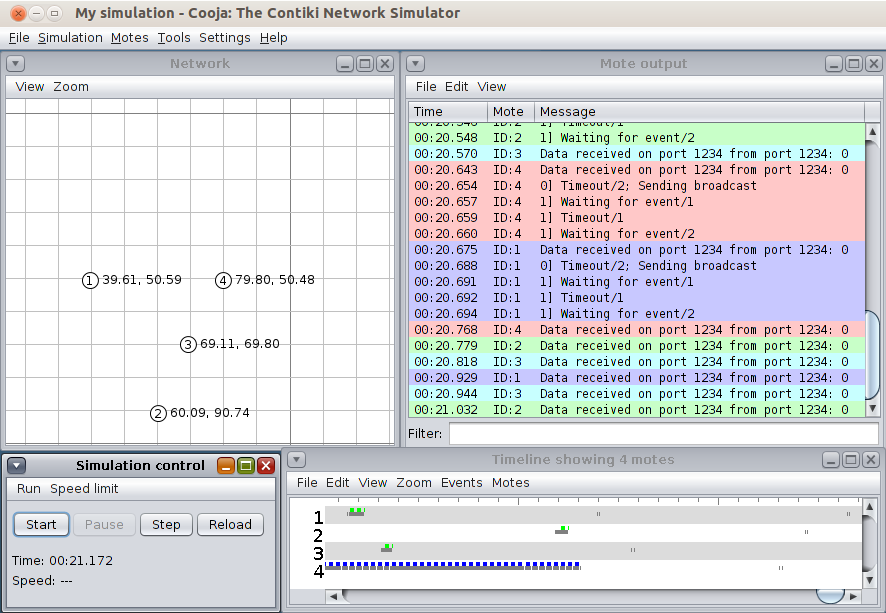 My simulation - Cooja: The Contiki Network Simulator
File Simulation Motes Tools Settings Help
Network
View Zoom
1 39.61, 50.59
4 79.80, 50.48
3 69.11, 69.80
2 60.09, 90.74
Mote output
File Edit View
Time Mote Message
00:20.548 ID:2 1] Waiting for event/2
00:20.570 ID:3 Data received on port 1234 from port 1234: 0
00:20.643 ID:4 Data received on port 1234 from port 1234: 0
00:20.654 ID:4 0] Timeout/2; Sending broadcast
00:20.657 ID:4 1] Waiting for event/1
00:20.659 ID:4 1] Timeout/1
00:20.660 ID:4 1] Waiting for event/2
00:20.675 ID:1 Data received on port 1234 from port 1234: 0
00:20.688 ID:1 0] Timeout/2; Sending broadcast
00:20.691 ID:1 1] Waiting for event/1
00:20.692 ID:1 1] Timeout/1
00:20.694 ID:1 1] Waiting for event/2
00:20.768 ID:4 Data received on port 1234 from port 1234: 0
00:20.779 ID:2 Data received on port 1234 from port 1234: 0
00:20.818 ID:3 Data received on port 1234 from port 1234: 0
00:20.929 ID:1 Data received on port 1234 from port 1234: 0
00:20.944 ID:3 Data received on port 1234 from port 1234: 0
00:21.032 ID:2 Data received on port 1234 from port 1234: 0
Filter:
Simulation control
Run Speed limit
Start Pause Step Reload
Time: 00:21.172
Speed: ---
Timeline showing 4 motes
File Edit View Zoom Events Motes
1
2
3
4